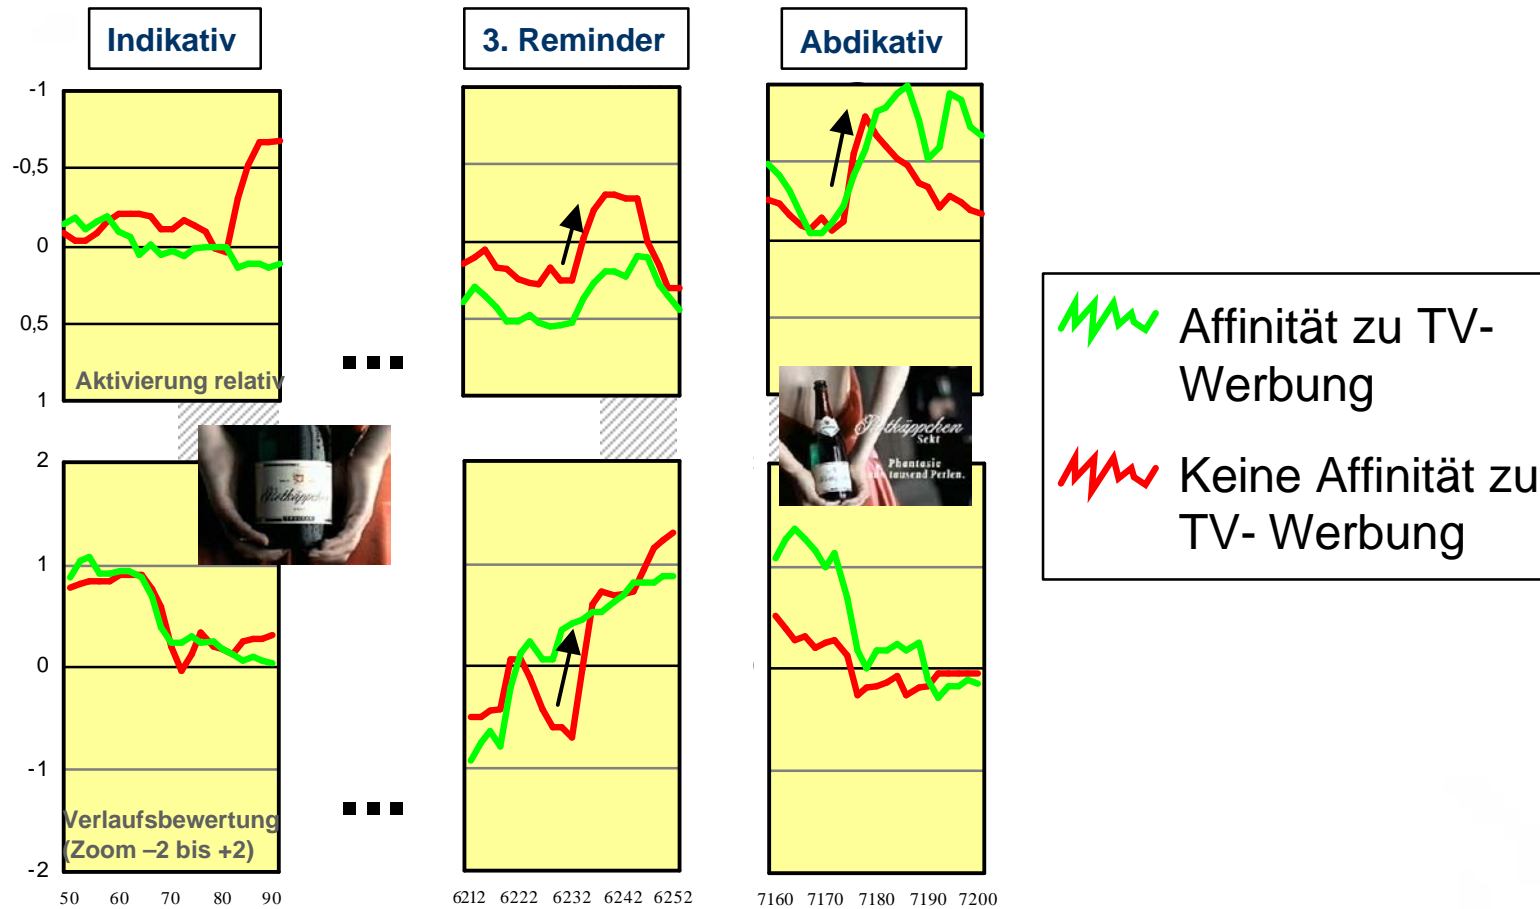 Indikativ
3. Reminder
Abdikativ
-1
-0,5
0
0,5
1
Aktivierung relativ
Affinität zu TV-
Werbung
Keine Affinität zu
TV- Werbung
Rotkäppchen
Rotkäppchen
Sekt
Phantasie
tausend Perlen.
2
1
0
-1
-2
Verlaufsbewertung
(Zoom –2 bis +2)
50 60 70 80 90
6212 6222 6232 6242 6252
7160 7170 7180 7190 7200